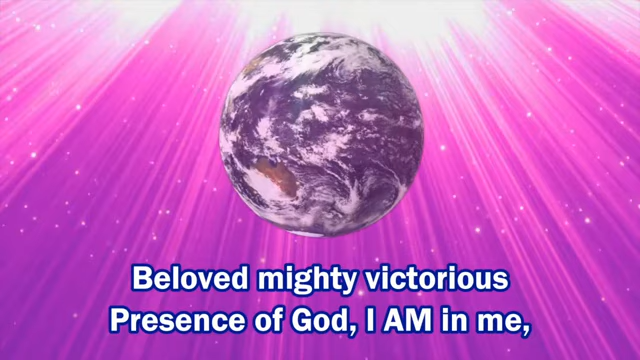 Beloved mighty victorious
Presence of God, I AM in me,